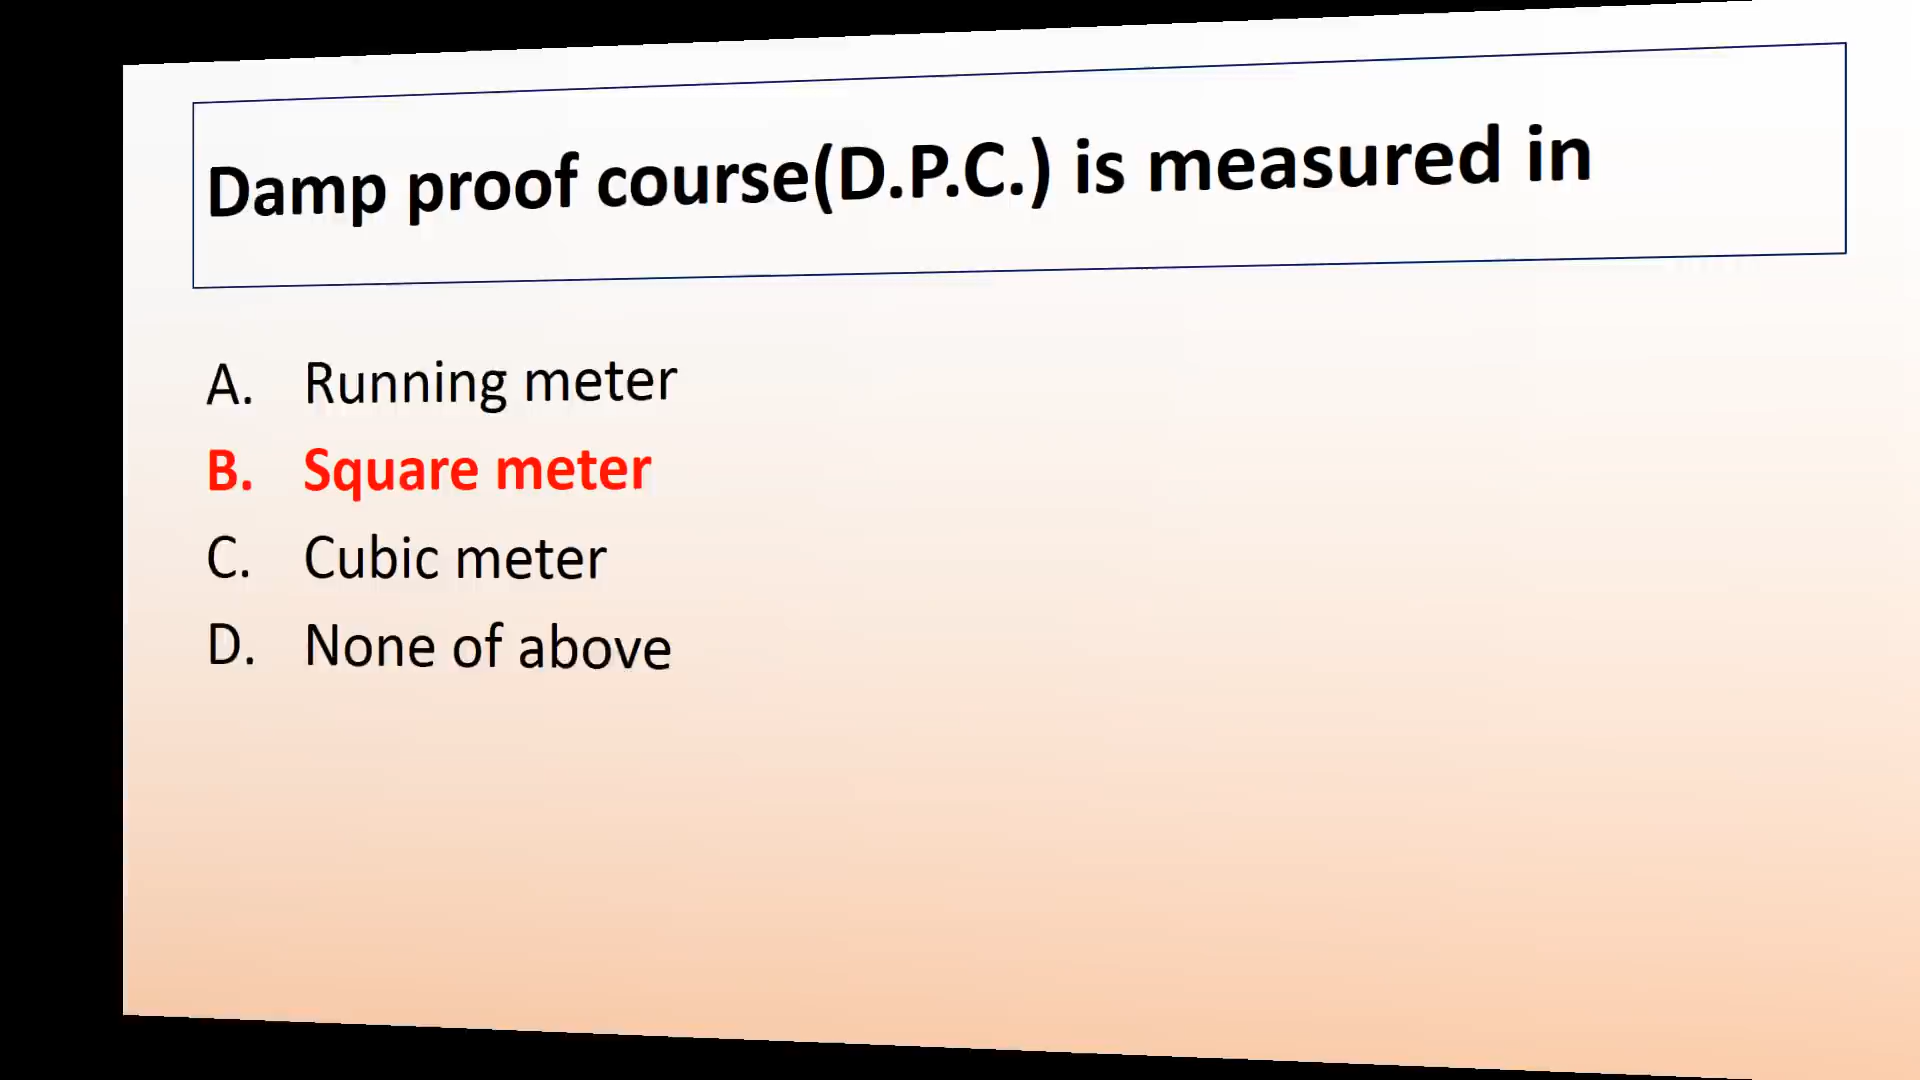 Damp proof course(D.P.C.) is measured in
A. Running meter
B. Square meter
C. Cubic meter
D. None of above